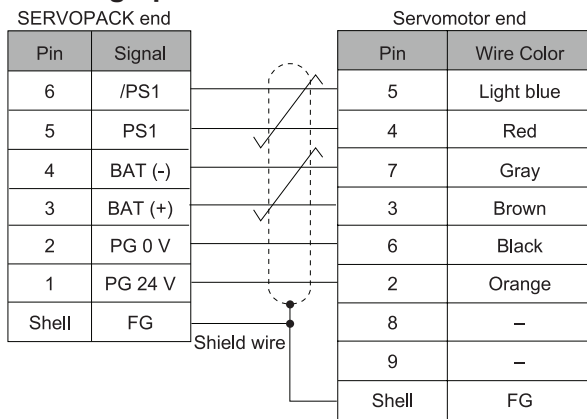 SERVOPACK end
Servomotor end
Pin Signal
Pin Wire Color
6 /PS1
5 Light blue
5 PS1
4 Red
4 BAT (-)
7 Gray
3 BAT (+)
3 Brown
2 PG 0 V
6 Black
1 PG 24 V
2 Orange
Shell FG
Shield wire
8 –
9 –
Shell FG